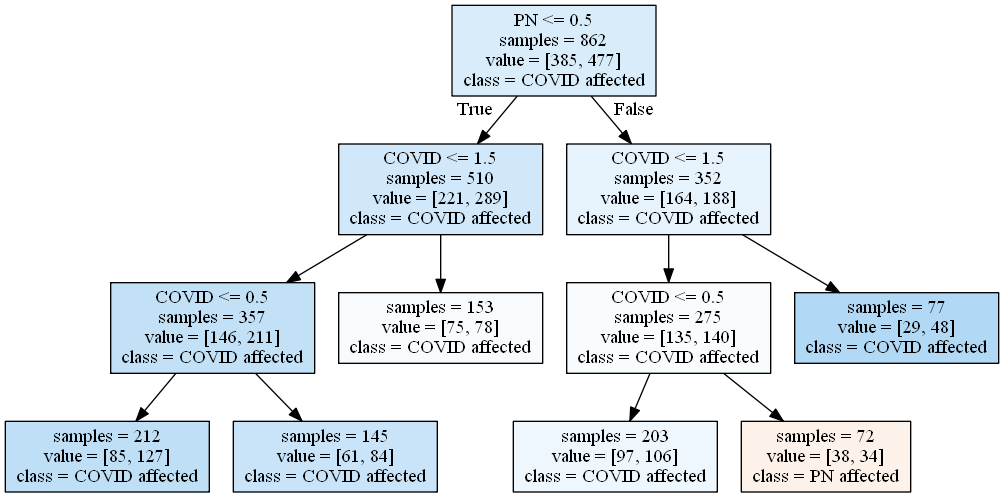 PN <= 0.5
samples = 862
value = [385, 477]
class = COVID affected
True
False
COVID <= 1.5
samples = 510
value = [221, 289]
class = COVID affected
COVID <= 1.5
samples = 352
value = [164, 188]
class = COVID affected
COVID <= 0.5
samples = 357
value = [146, 211]
class = COVID affected
samples = 153
value = [75, 78]
class = COVID affected
COVID <= 0.5
samples = 275
value = [135, 140]
class = COVID affected
samples = 77
value = [29, 48]
class = COVID affected
samples = 212
value = [85, 127]
class = COVID affected
samples = 145
value = [61, 84]
class = COVID affected
samples = 203
value = [97, 106]
class = COVID affected
samples = 72
value = [38, 34]
class = PN affected